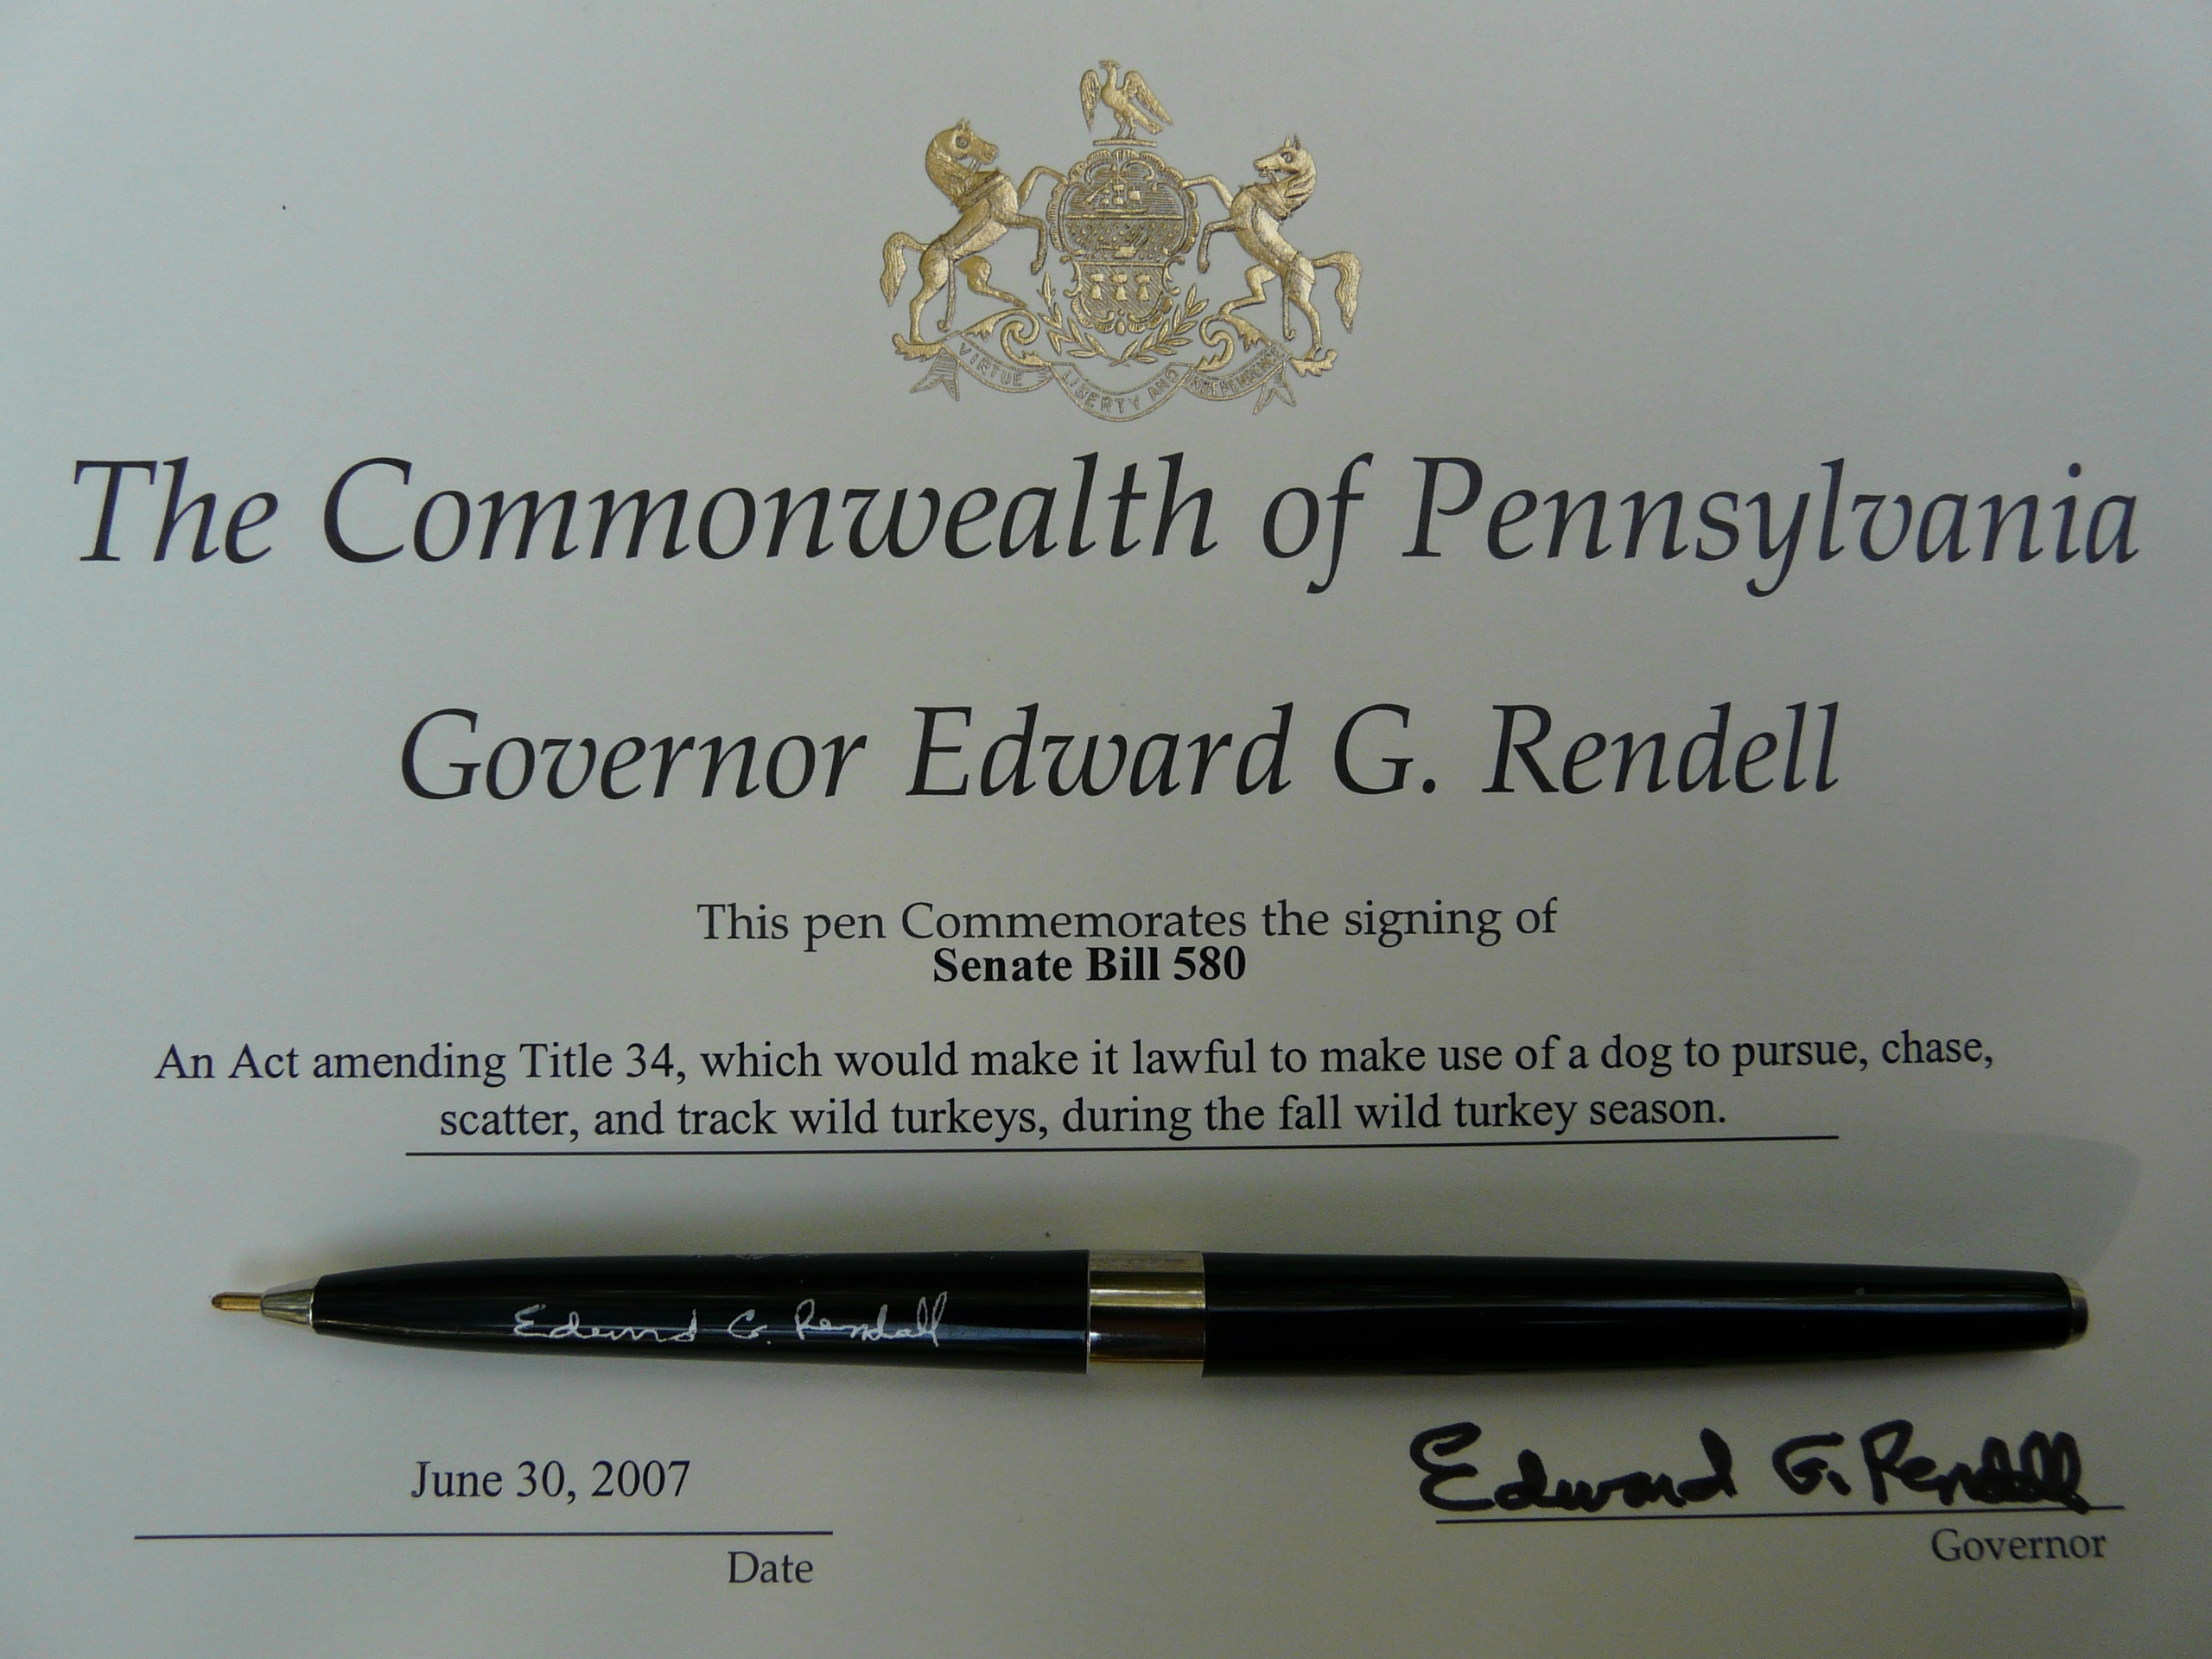 VIRTUE LIBERTY AND INDEPENDENCE
The Commonwealth of Pennsylvania
Governor Edward G. Rendell
This pen Commemorates the signing of
Senate Bill 580
An Act amending Title 34, which would make it lawful to make use of a dog to pursue, chase,
scatter, and track wild turkeys, during the fall wild turkey season.
Edward G. Rendell
June 30, 2007
Edward G. Rendell
Date
Governor